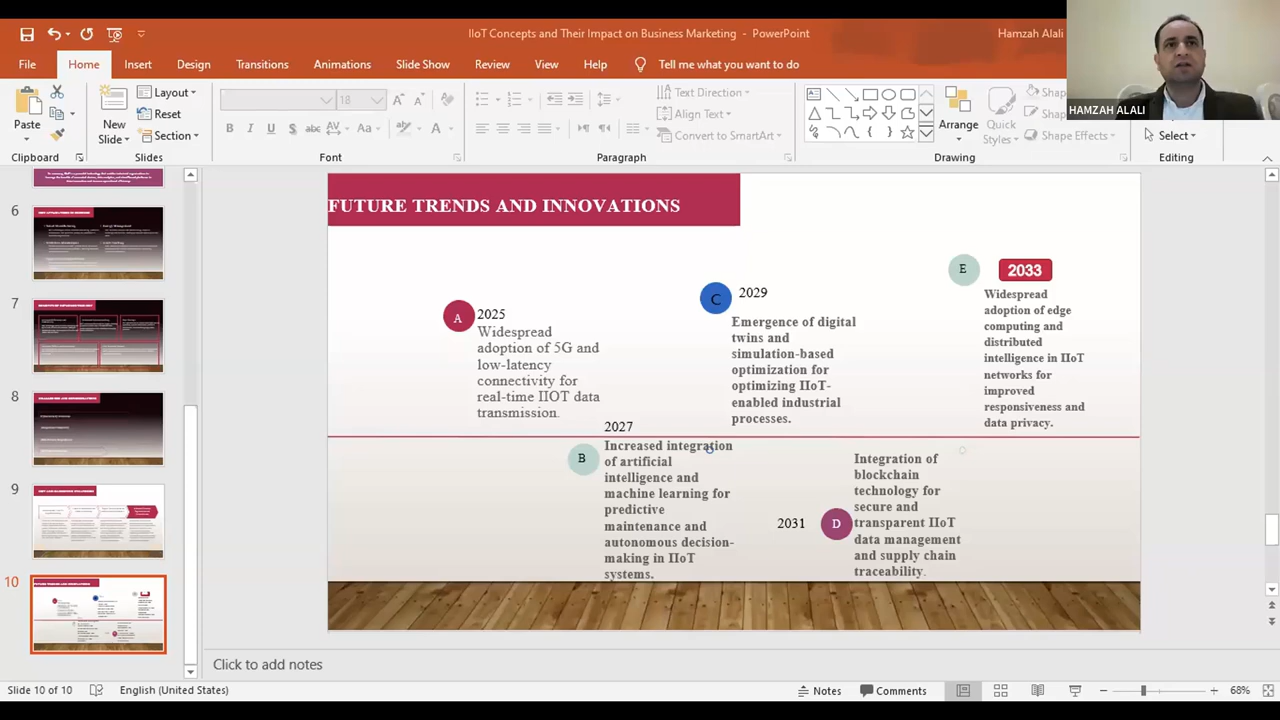 IIoT Concepts and Their Impact on Business Marketing - PowerPoint
Hamzah Alali
File Home Insert Design Transitions Animations Slide Show Review View Help Tell me what you want to do
HAMZAH ALALI
Paste
Clipboard
New
Slide
Layout
Reset
Section
Slides
18
B I U S abc AV Aa A
Font
Text Direction
Align Text
Convert to SmartArt
Paragraph
Arrange
Quick
Styles
Shap
Shap
Shape Effects
Drawing
Select
Editing
6
7
8
9
10
FUTURE TRENDS AND INNOVATIONS
A
2025
Widespread
adoption of 5G and
low-latency
connectivity for
real-time IIOT data
transmission.
B
2027
Increased integration
of artificial
intelligence and
machine learning for
predictive
maintenance and
autonomous decision-
making in IIoT
systems.
C
2029
Emergence of digital
twins and
simulation-based
optimization for
optimizing IIoT-
enabled industrial
processes.
2031
D
Integration of
blockchain
technology for
secure and
transparent IIoT
data management
and supply chain
traceability
E
2033
Widespread
adoption of edge
computing and
distributed
intelligence in IIoT
networks for
improved
responsiveness and
data privacy.
Click to add notes
Slide 10 of 10 English (United States) Notes Comments 68%